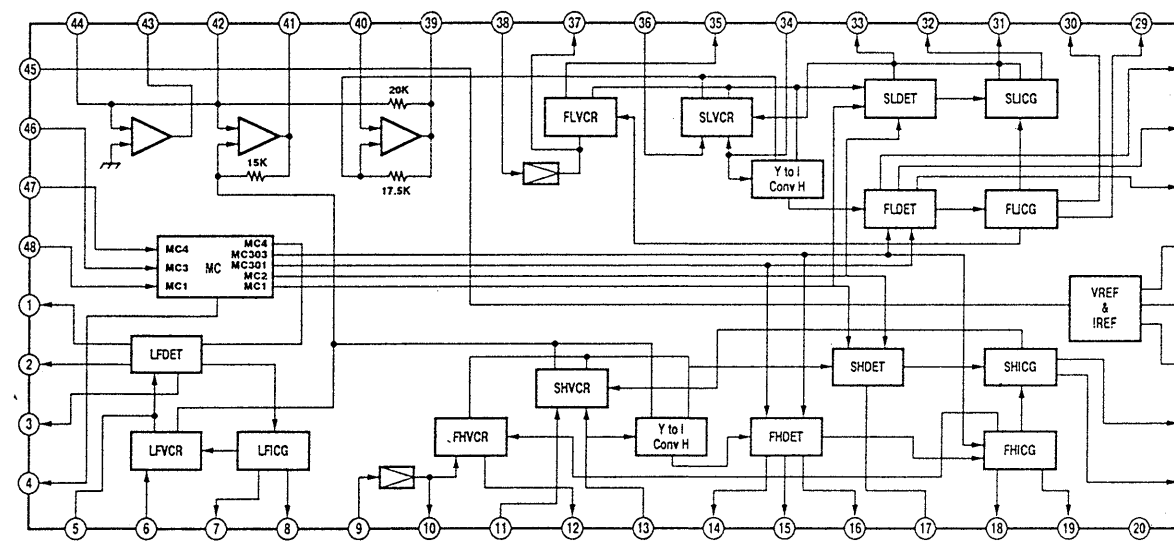 44 43 42 41 40 39 38 37 36 35 34 33 32 31 30 29
45
20K
FLVCR
SLVCR
SLDET
SLICG
46
15K
17.5K
Y to I
Conv H
47
FLDET
FLICG
48
MC4
MC3
MC1
MC
MC4
MC303
MC301
MC2
MC1
VREF
&
IREF
1
LFDET
2
SHVCR
SHDET
SHICG
3
LFVCR
LFICG
FHVCR
Y to I
Conv H
FHDET
FHICG
4
5 6 7 8 9 10 11 12 13 14 15 16 17 18 19 20